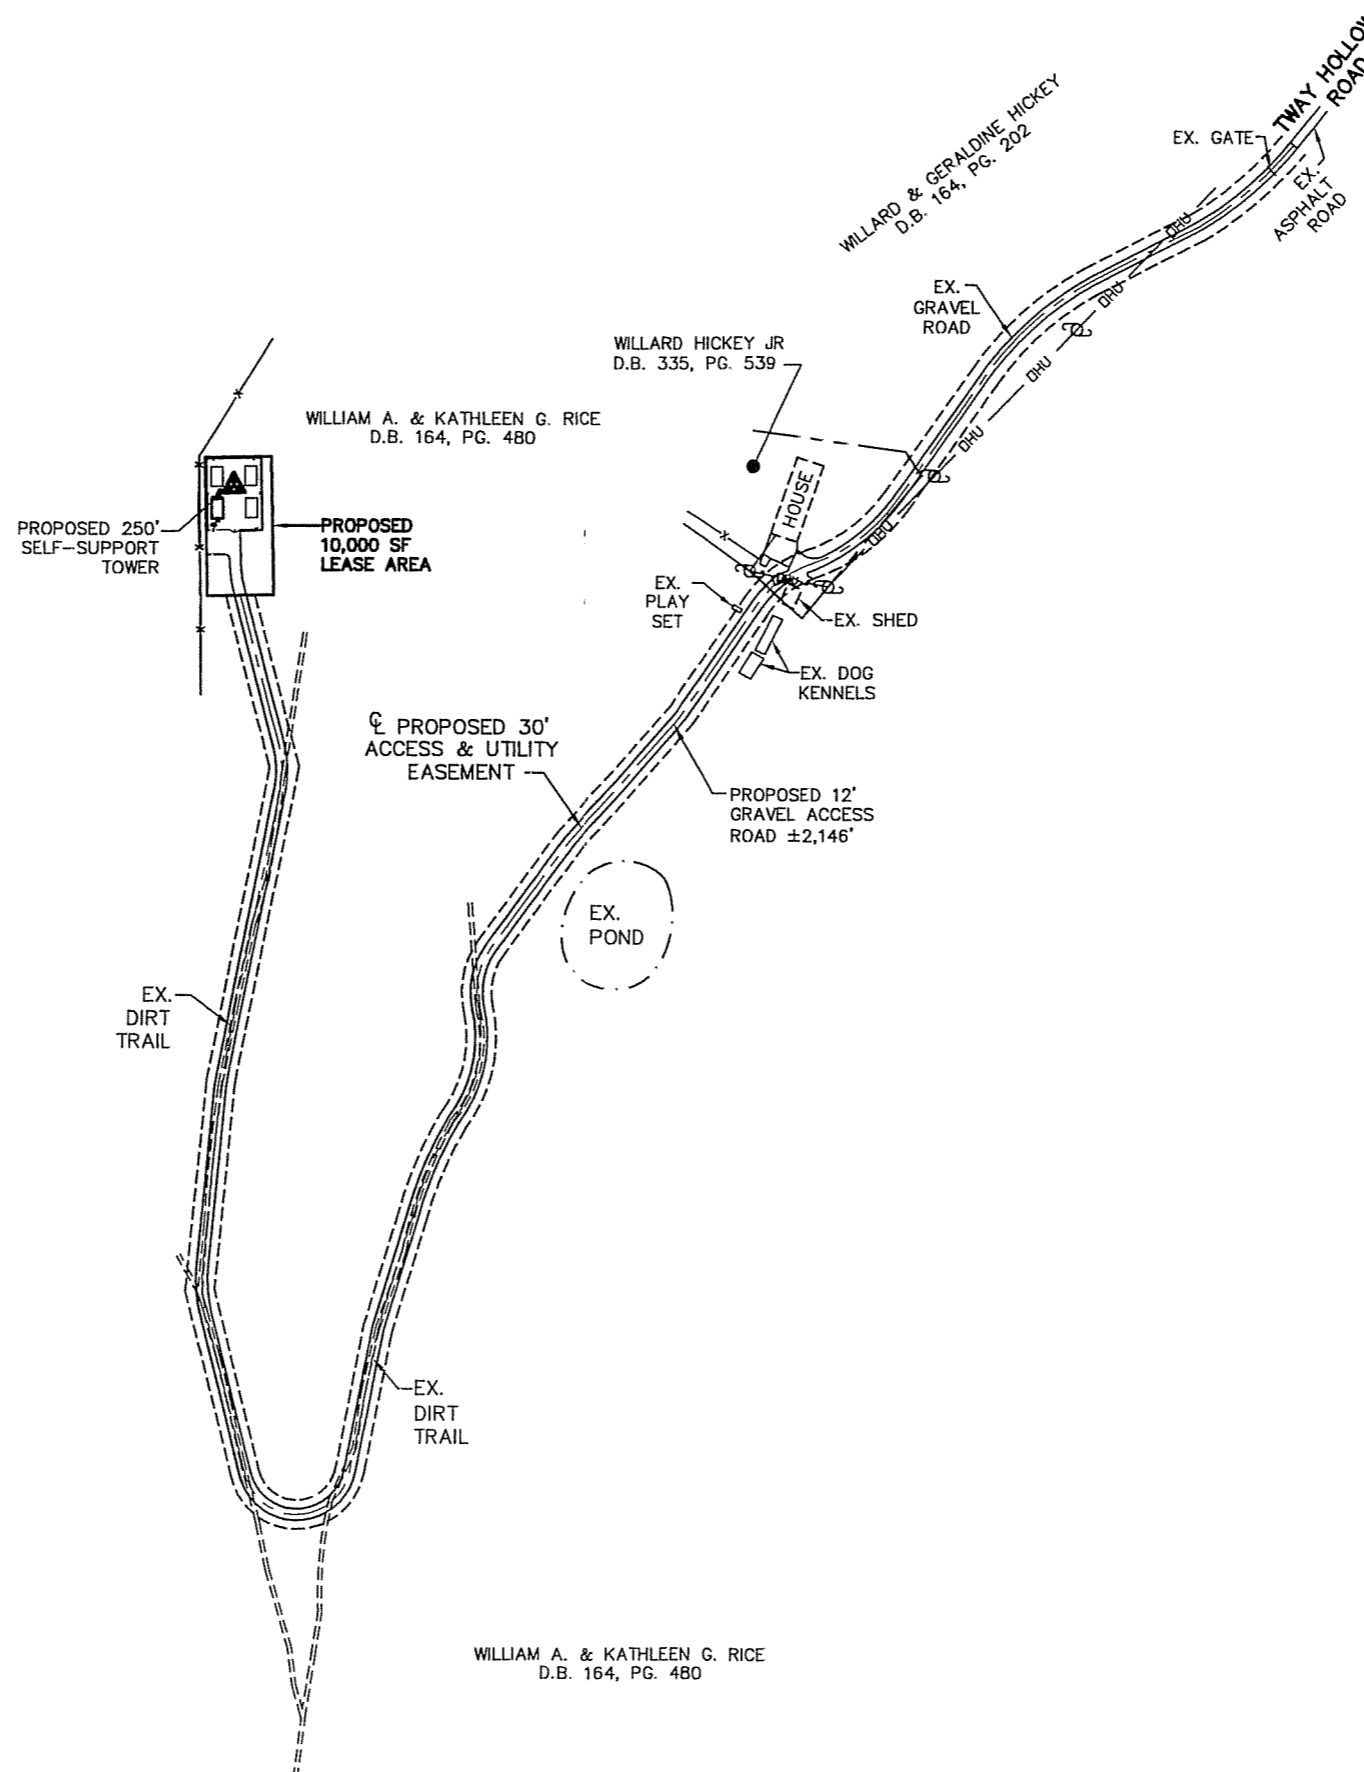 TWAY HOLLOW
ROAD
EX. GATE
EX.
ASPHALT
ROAD
WILLARD & GERALDINE HICKEY
D.B. 164, PG. 202
OHU
OHU
OHU
OHU
OHU
EX.
GRAVEL
ROAD
WILLARD HICKEY JR
D.B. 335, PG. 539
WILLIAM A. & KATHLEEN G. RICE
D.B. 164, PG. 480
HOUSE
PROPOSED 250'
SELF-SUPPORT
TOWER
PROPOSED
10,000 SF
LEASE AREA
EX.
PLAY
SET
EX. SHED
EX. DOG
KENNELS
℄ PROPOSED 30'
ACCESS & UTILITY
EASEMENT
PROPOSED 12'
GRAVEL ACCESS
ROAD ±2,146'
EX.
POND
EX.
DIRT
TRAIL
EX.
DIRT
TRAIL
WILLIAM A. & KATHLEEN G. RICE
D.B. 164, PG. 480